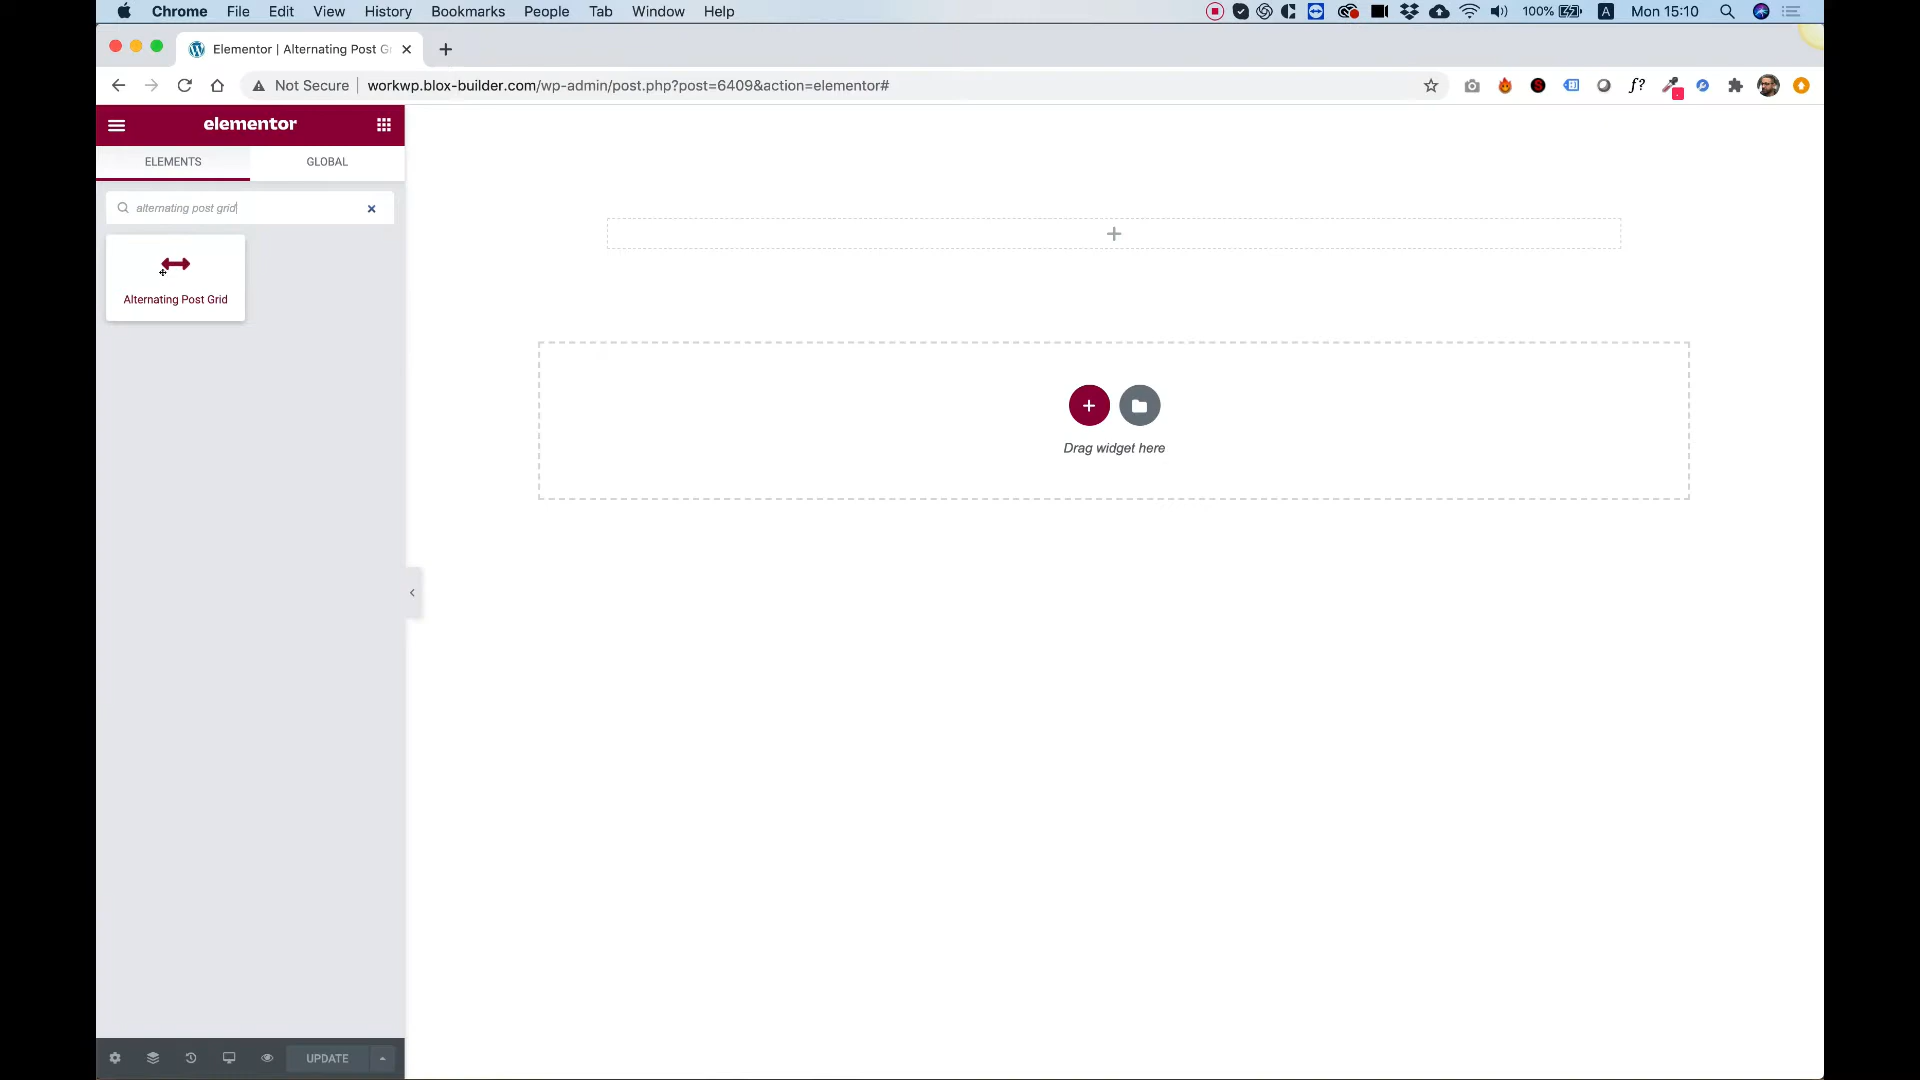 Chrome File Edit View History Bookmarks People Tab Window Help 100% A Mon 15:10
Elementor | Alternating Post G
Not Secure workwp.blox-builder.com/wp-admin/post.php?post=6409&action=elementor# f?
elementor
ELEMENTS GLOBAL
alternating post grid
Alternating Post Grid
Drag widget here
UPDATE